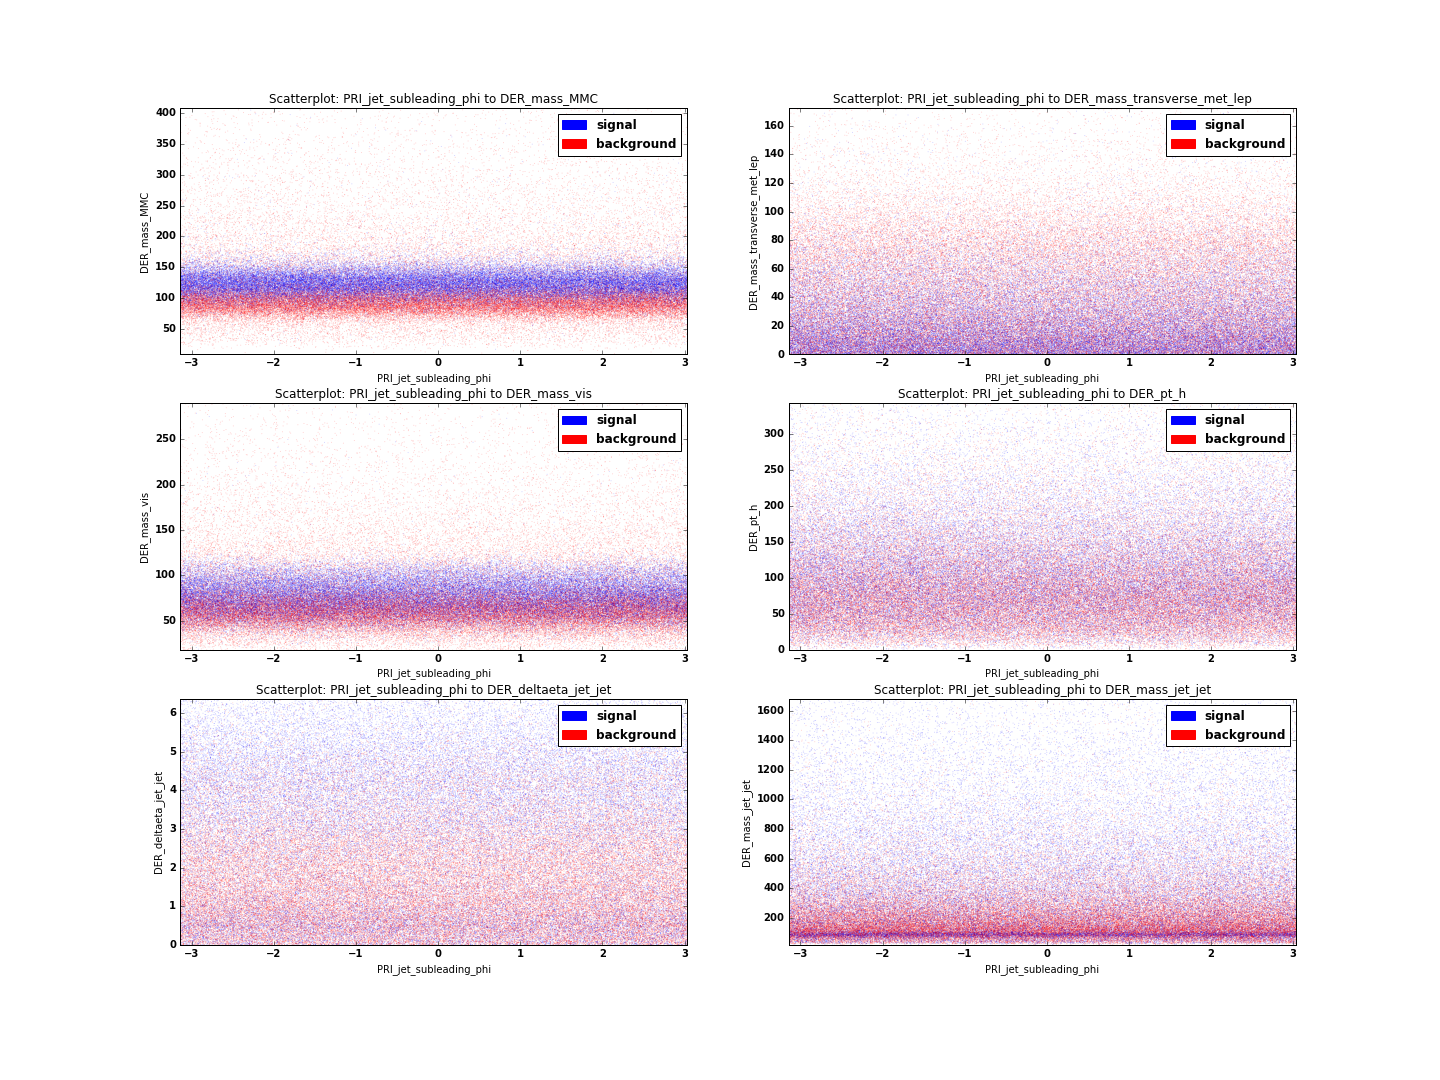 Scatterplot: PRI_jet_subleading_phi to DER_mass_MMC
400
350
300
250
200
150
100
50
DER_mass_MMC
signal
background
−3 −2 −1 0 1 2 3
PRI_jet_subleading_phi
Scatterplot: PRI_jet_subleading_phi to DER_mass_transverse_met_lep
160
140
120
100
80
60
40
20
0
DER_mass_transverse_met_lep
signal
background
−3 −2 −1 0 1 2 3
PRI_jet_subleading_phi
Scatterplot: PRI_jet_subleading_phi to DER_mass_vis
250
200
150
100
50
DER_mass_vis
signal
background
−3 −2 −1 0 1 2 3
PRI_jet_subleading_phi
Scatterplot: PRI_jet_subleading_phi to DER_pt_h
300
250
200
150
100
50
0
DER_pt_h
signal
background
−3 −2 −1 0 1 2 3
PRI_jet_subleading_phi
Scatterplot: PRI_jet_subleading_phi to DER_deltaeta_jet_jet
6
5
4
3
2
1
0
DER_deltaeta_jet_jet
signal
background
−3 −2 −1 0 1 2 3
PRI_jet_subleading_phi
Scatterplot: PRI_jet_subleading_phi to DER_mass_jet_jet
1600
1400
1200
1000
800
600
400
200
DER_mass_jet_jet
signal
background
−3 −2 −1 0 1 2 3
PRI_jet_subleading_phi